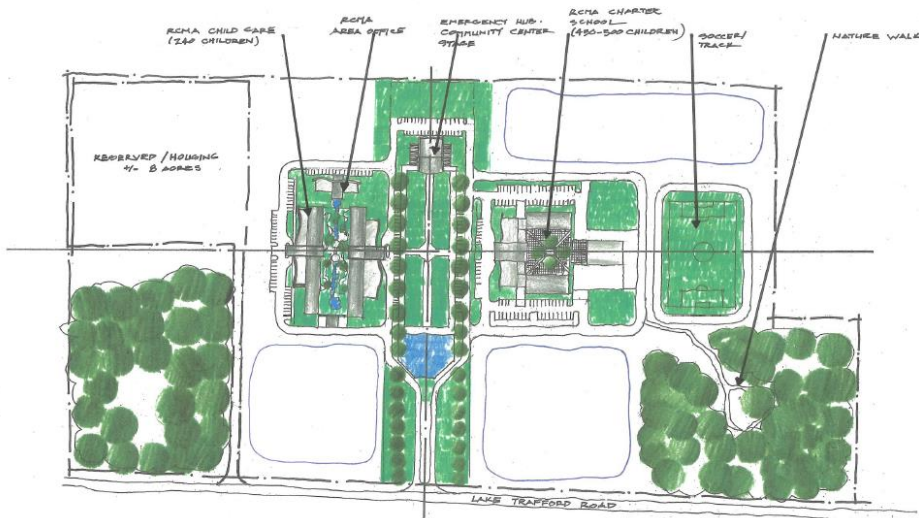 RCMA CHILD CARE
(240 CHILDREN)
RCMA
AREA OFFICE
EMERGENCY HUB.
COMMUNITY CENTER
STAGE
RCMA CHARTER
SCHOOL
(450-500 CHILDREN)
SOCCER/
TRACK
NATURE WALK
RESERVED / HOUSING
+/- 8 ACRES
LAKE TRAFFORD ROAD